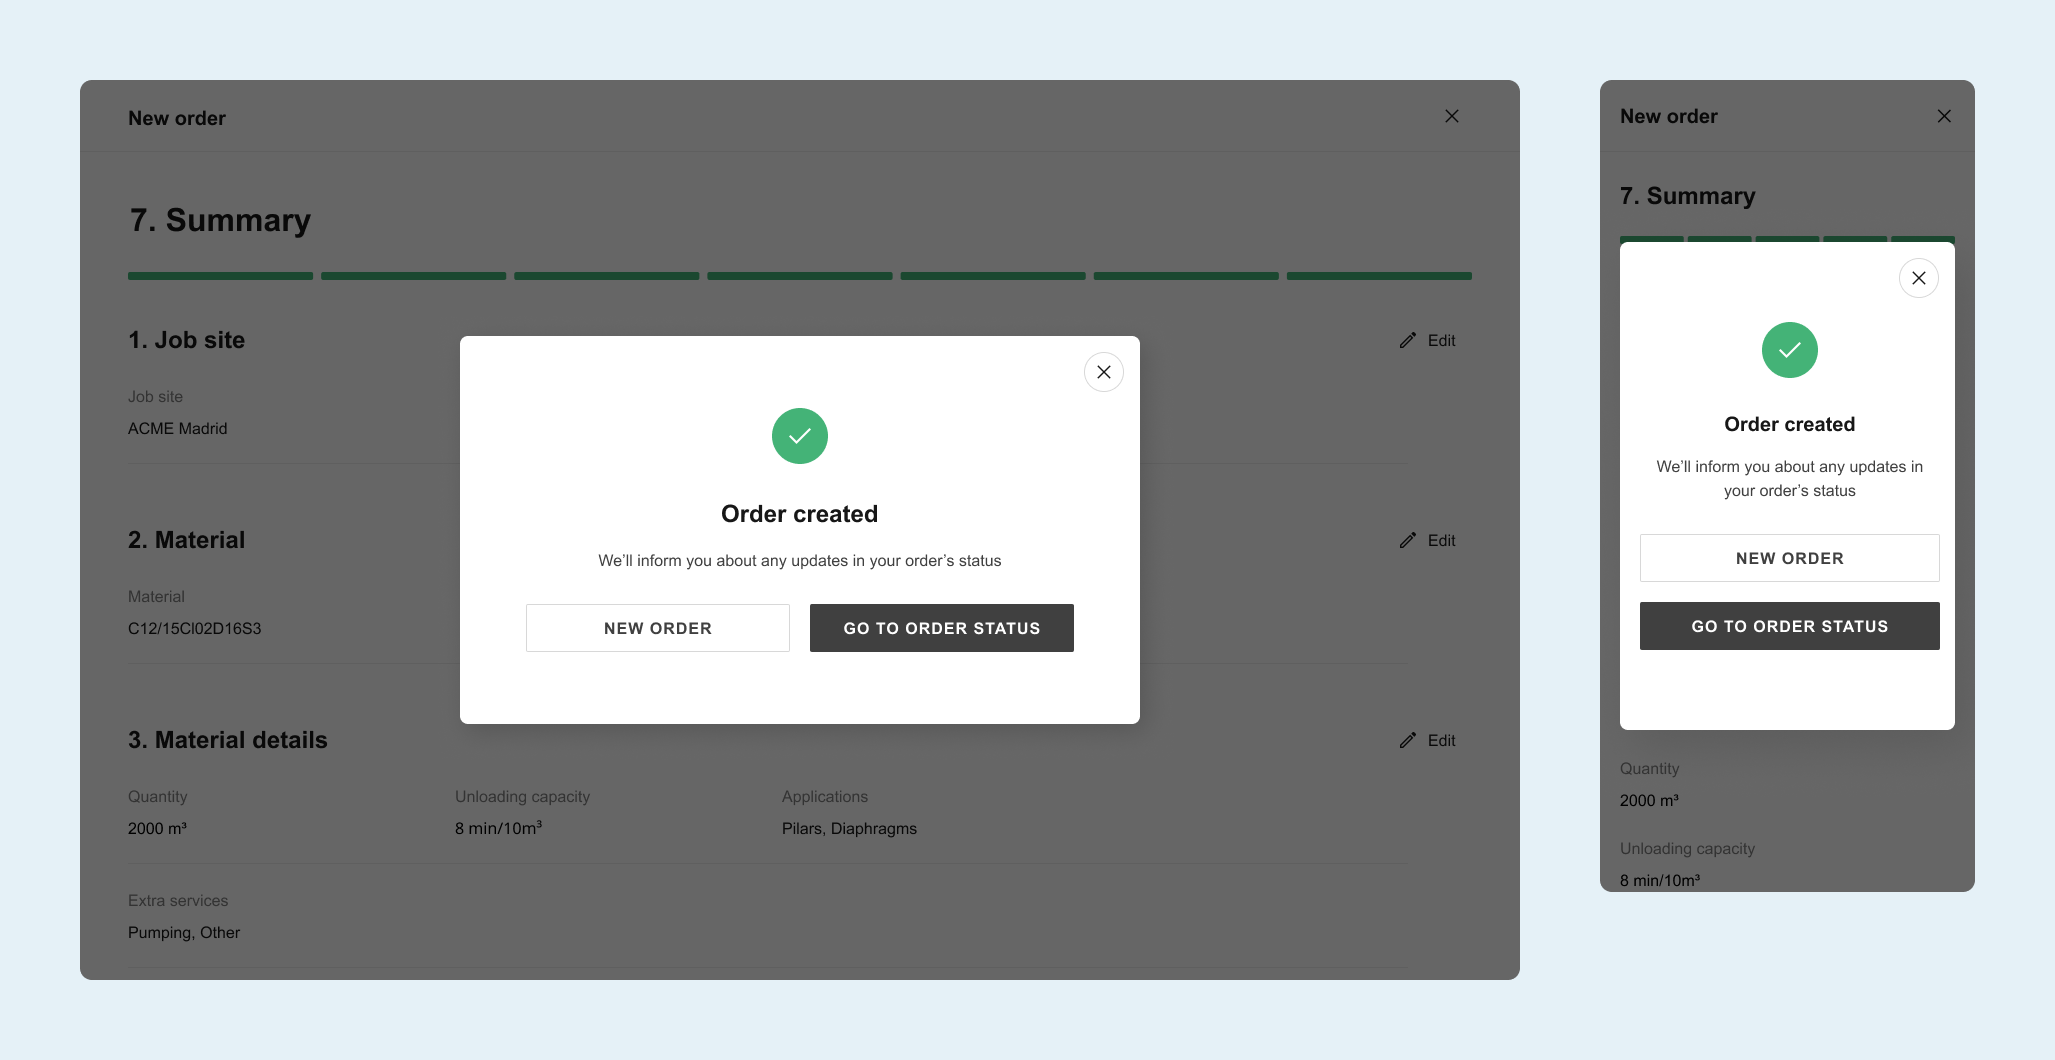 New order
7. Summary
1. Job site
Edit
Job site
ACME Madrid
2. Material
Edit
Material
C12/15Cl02D16S3
3. Material details
Edit
Quantity
Unloading capacity
Applications
2000 m³
8 min/10m³
Pilars, Diaphragms
Extra services
Pumping, Other
Order created
We’ll inform you about any updates in your order’s status
NEW ORDER
GO TO ORDER STATUS
New order
7. Summary
Order created
We’ll inform you about any updates in
your order’s status
NEW ORDER
GO TO ORDER STATUS
Quantity
2000 m³
Unloading capacity
8 min/10m³